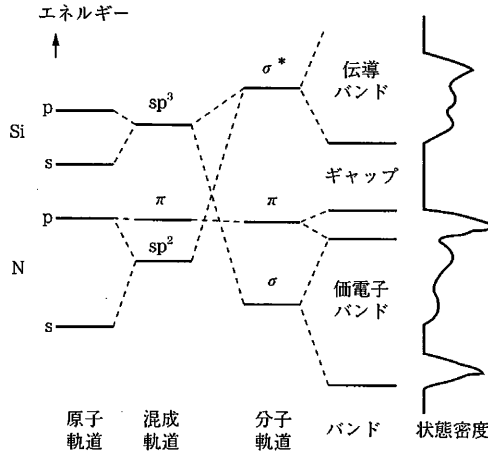 エネルギー
σ*
伝導
バンド
sp³
p
Si
s
ギャップ
p
π
π
sp²
N
σ
価電子
バンド
s
原子
軌道
混成
軌道
分子
軌道
バンド
状態密度